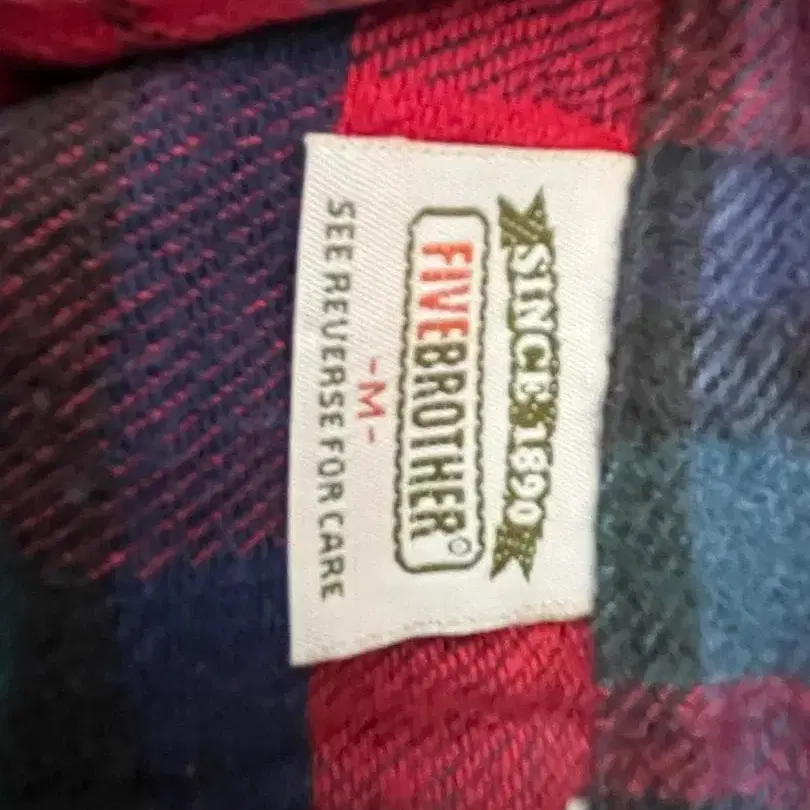 SINCE 1890
FIVEBROTHER®
-M-
SEE REVERSE FOR CARE